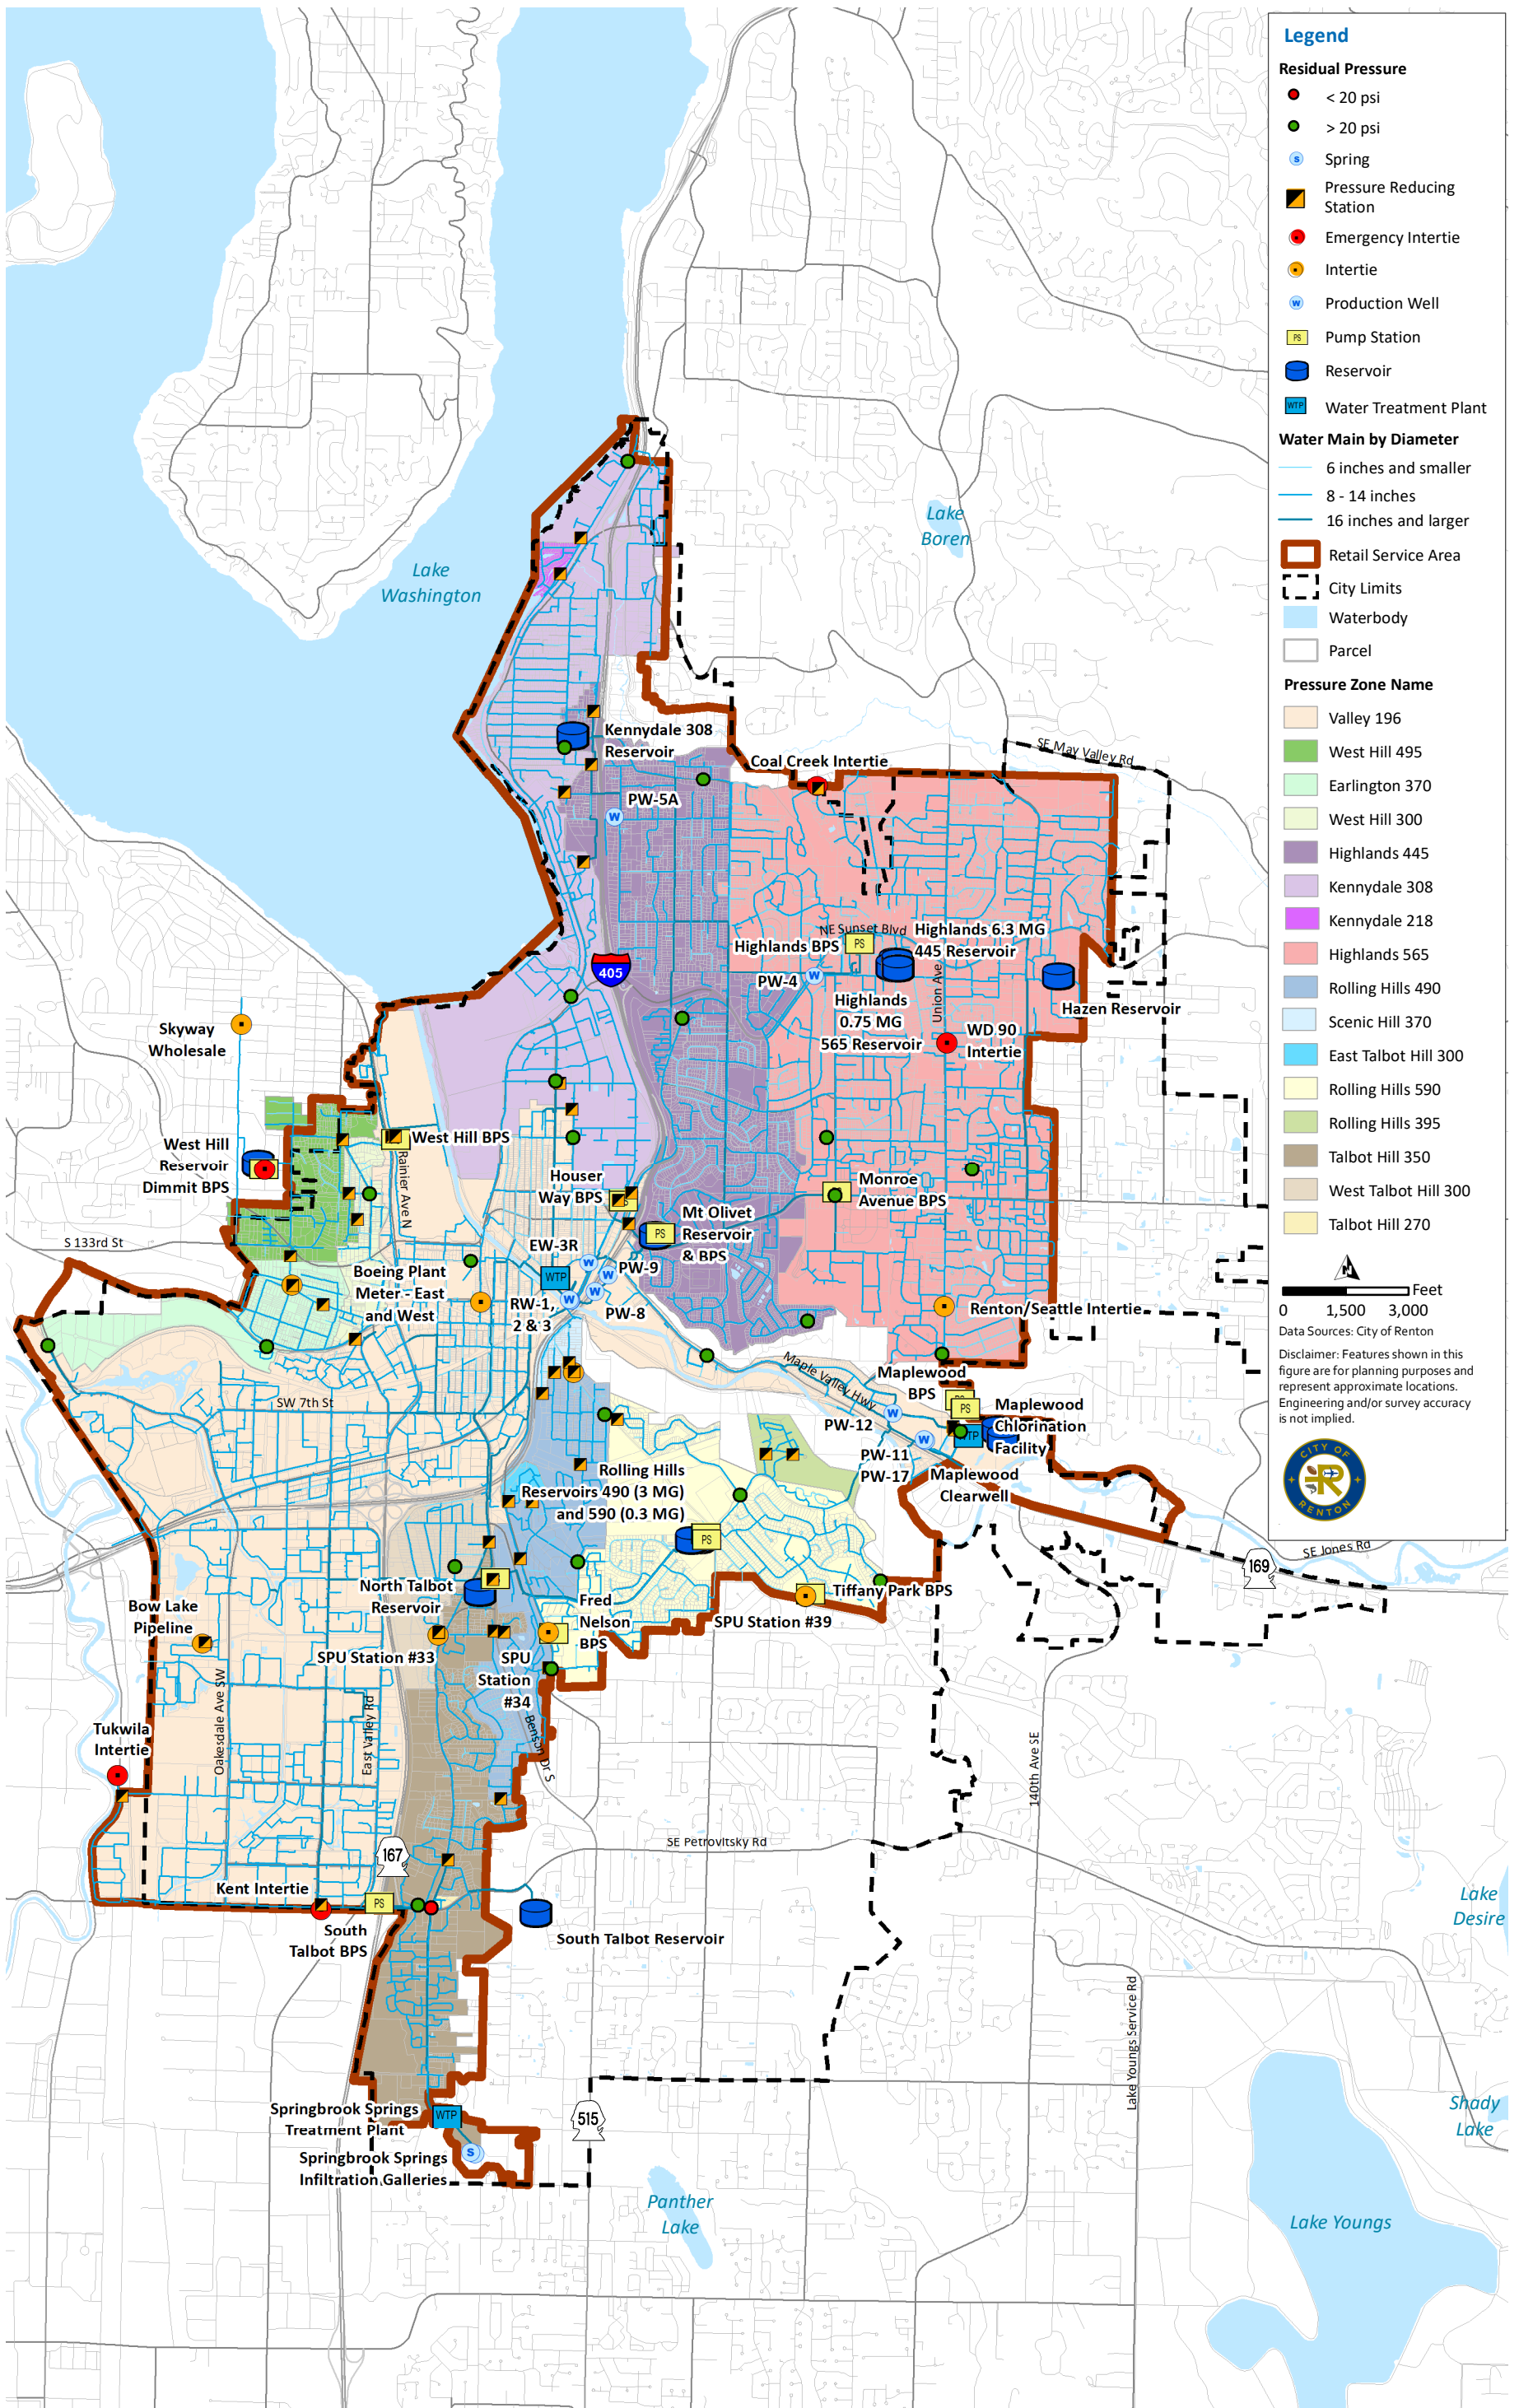 Legend
Residual Pressure
< 20 psi
> 20 psi
S
Spring
Pressure Reducing
Station
Emergency Intertie
Intertie
W
Production Well
PS
Pump Station
Reservoir
WTP
Water Treatment Plant
Water Main by Diameter
6 inches and smaller
8 - 14 inches
16 inches and larger
Retail Service Area
City Limits
Waterbody
Parcel
Pressure Zone Name
Valley 196
West Hill 495
Earlington 370
West Hill 300
Highlands 445
Kennydale 308
Kennydale 218
Highlands 565
Rolling Hills 490
Scenic Hill 370
East Talbot Hill 300
Rolling Hills 590
Rolling Hills 395
Talbot Hill 350
West Talbot Hill 300
Talbot Hill 270
Feet
0 1,500 3,000
Data Sources: City of Renton
Disclaimer: Features shown in this
figure are for planning purposes and
represent approximate locations.
Engineering and/or survey accuracy
is not implied.
CITY OF
R
RENTON
Lake
Boren
Lake
Washington
Kennydale 308
Reservoir
SE May Valley Rd
Coal Creek Intertie
PW-5A
W
NE Sunset Blvd
Highlands 6.3 MG
445 Reservoir
Highlands BPS
PS
405
PW-4
W
Union Ave
Highlands
0.75 MG
565 Reservoir
Hazen Reservoir
WD 90
Intertie
Skyway
Wholesale
West Hill
Reservoir
Dimmit BPS
West Hill BPS
Rainier Ave N
Houser
Way BPS
Monroe
Avenue BPS
Mt Olivet
Reservoir
& BPS
PS
S 133rd St
EW-3R
WTP
W
W
W
W
PW-9
PW-8
RW-1,
2 & 3
Boeing Plant
Meter - East
and West
Renton/Seattle Intertie
Maple Valley Hwy
Maplewood
BPS
PS
SW 7th St
PW-12
W
Maplewood
Chlorination
Facility
PW-11
PW-17
W
Maplewood
Clearwell
Rolling Hills
Reservoirs 490 (3 MG)
and 590 (0.3 MG)
PS
SE Jones Rd
169
North Talbot
Reservoir
Fred
Nelson
BPS
Tiffany Park BPS
SPU Station #39
Bow Lake
Pipeline
SPU Station #33
SPU
Station
#34
Oakesdale Ave SW
East Valley Rd
Benson Dr S
Tukwila
Intertie
140th Ave SE
SE Petrovitsky Rd
167
Kent Intertie
PS
South
Talbot BPS
South Talbot Reservoir
Lake
Desire
Lake Youngs Service Rd
Springbrook Springs
Treatment Plant
WTP
515
Springbrook Springs
Infiltration Galleries
S
Shady
Lake
Panther
Lake
Lake Youngs